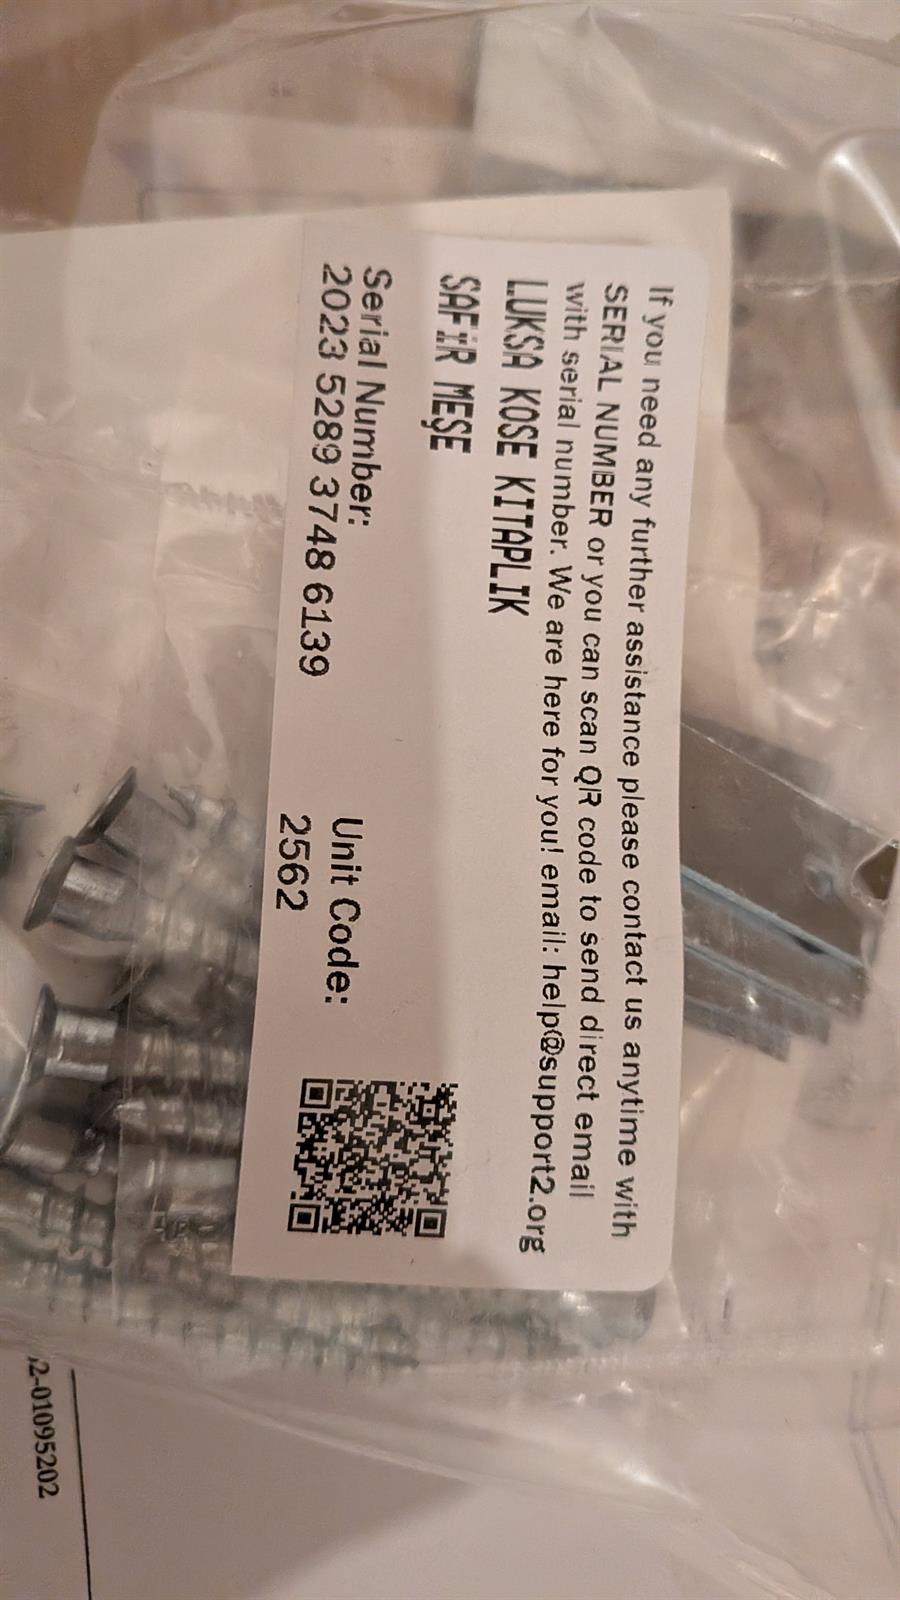 If you need any further assistance please contact us anytime with
SERIAL NUMBER or you can scan QR code to send direct email
with serial number. We are here for you! email: help@support2.org
LUKSA KOSE KITAPLIK
SAFİR MEŞE
Serial Number:
2023 5289 3748 6139
Unit Code:
2562
2-01095202